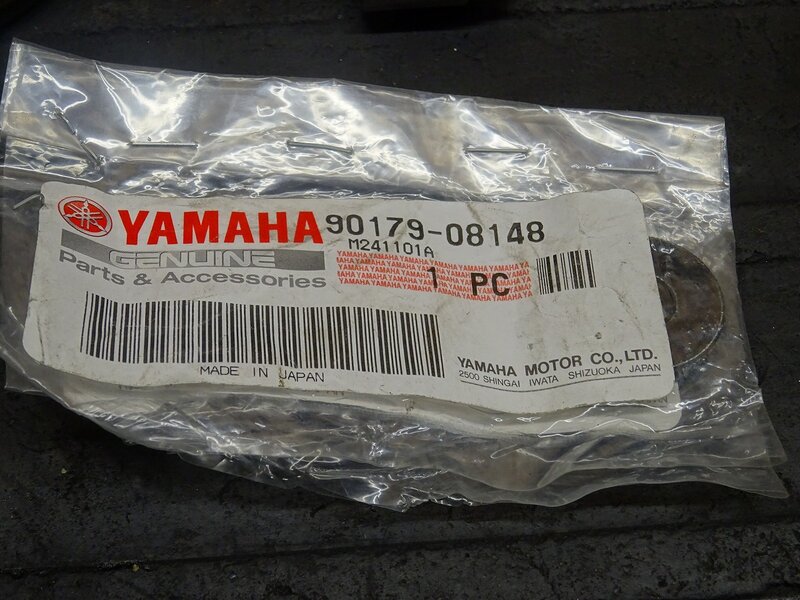 YAMAHA 90179-08148
GENUINE M241101A
Parts & Accessories
1 PC
MADE IN JAPAN
YAMAHA MOTOR CO.,LTD.
2500 SHINGAI IWATA SHIZUOKA JAPAN